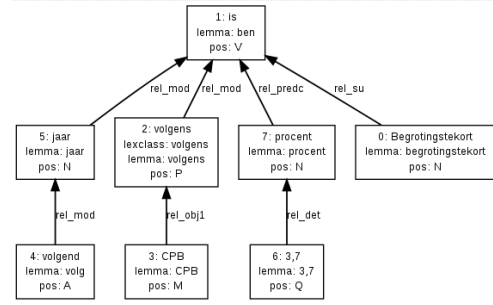 1: is
lemma: ben
pos: V
rel_mod
rel_mod
rel_predc
rel_su
5: jaar
lemma: jaar
pos: N
2: volgens
lexclass: volgens
lemma: volgens
pos: P
7: procent
lemma: procent
pos: N
0: Begrotingstekort
lemma: begrotingstekort
pos: N
rel_mod
rel_obj1
rel_det
4: volgend
lemma: volg
pos: A
3: CPB
lemma: CPB
pos: M
6: 3,7
lemma: 3,7
pos: Q